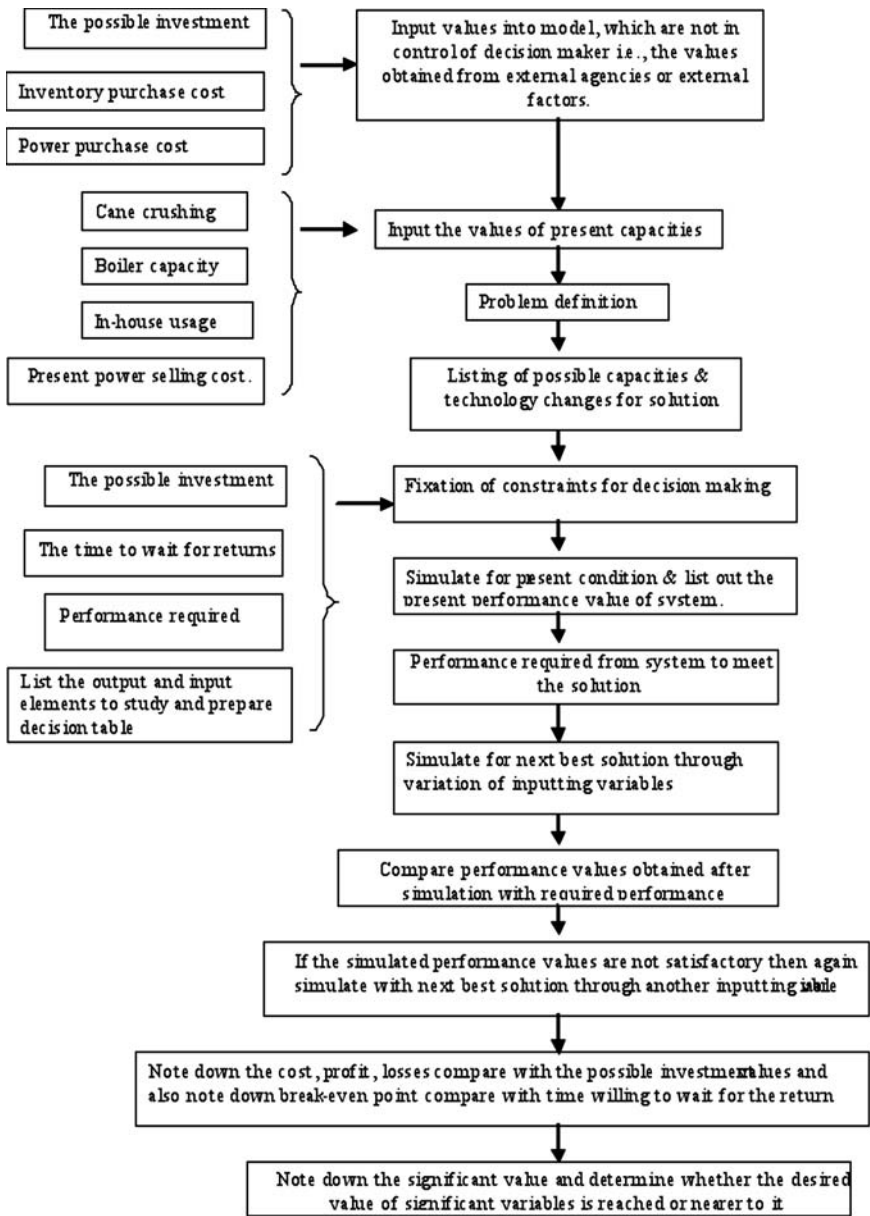 The possible investment
Inventory purchase cost
Power purchase cost
Input values into model, which are not in
control of decision maker i.e., the values
obtained from external agencies or external
factors.
Cane crushing
Boiler capacity
In-house usage
Present power selling cost.
Input the values of present capacities
Problem definition
Listing of possible capacities &
technology changes for solution
The possible investment
The time to wait for returns
Performance required
List the output and input
elements to study and prepare
decision table
Fixation of constraints for decision making
Simulate for present condition & list out the
present performance value of system.
Performance required from system to meet
the solution
Simulate for next best solution through
variation of inputting variables
Compare performance values obtained after
simulation with required performance
If the simulated performance values are not satisfactory then again
simulate with next best solution through another inputting
Note down the cost, profit, losses compare with the possible investment values and
also note down break-even point compare with time willing to wait for the return
Note down the significant value and determine whether the desired
value of significant variables is reached or nearer to it